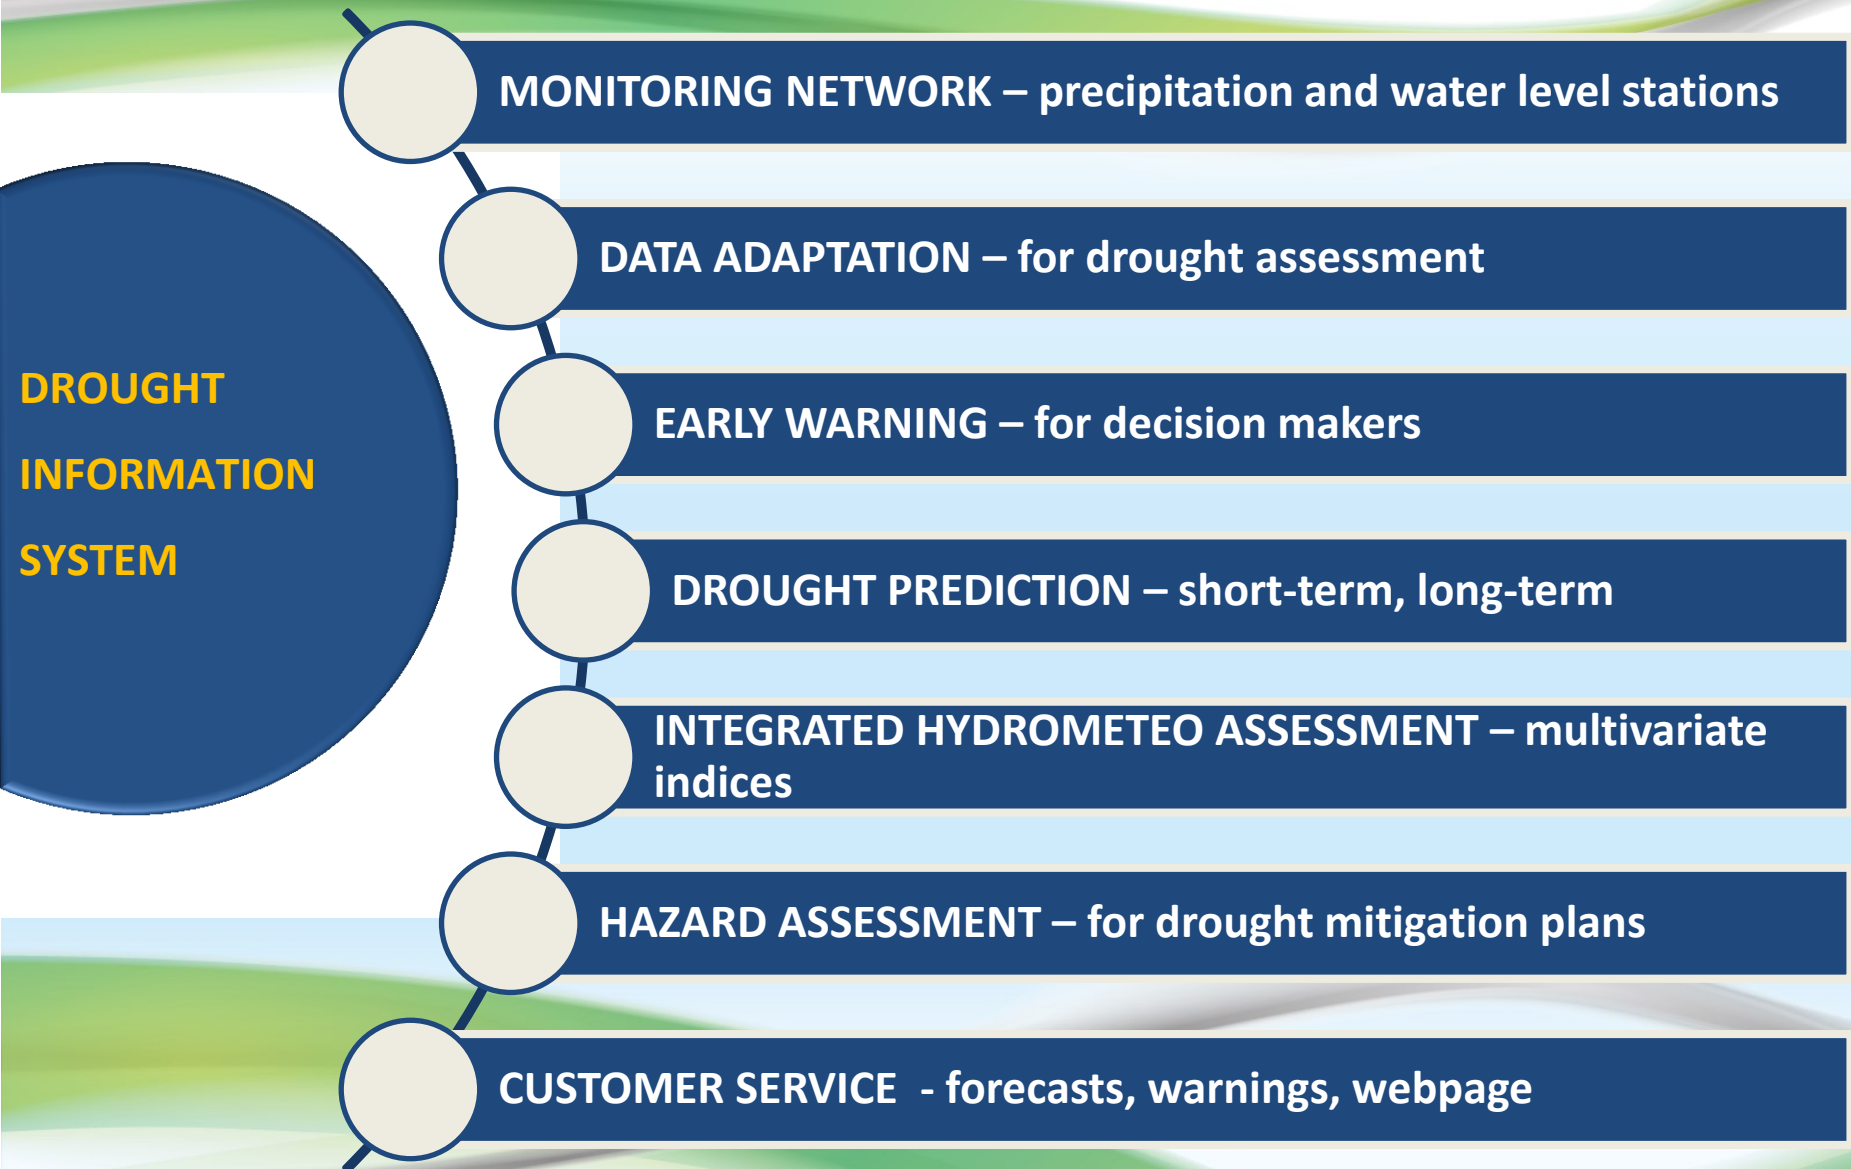 MONITORING NETWORK – precipitation and water level stations
DATA ADAPTATION – for drought assessment
EARLY WARNING – for decision makers
DROUGHT
INFORMATION
SYSTEM
DROUGHT PREDICTION – short-term, long-term
INTEGRATED HYDROMETEO ASSESSMENT – multivariate
indices
HAZARD ASSESSMENT – for drought mitigation plans
CUSTOMER SERVICE  - forecasts, warnings, webpage